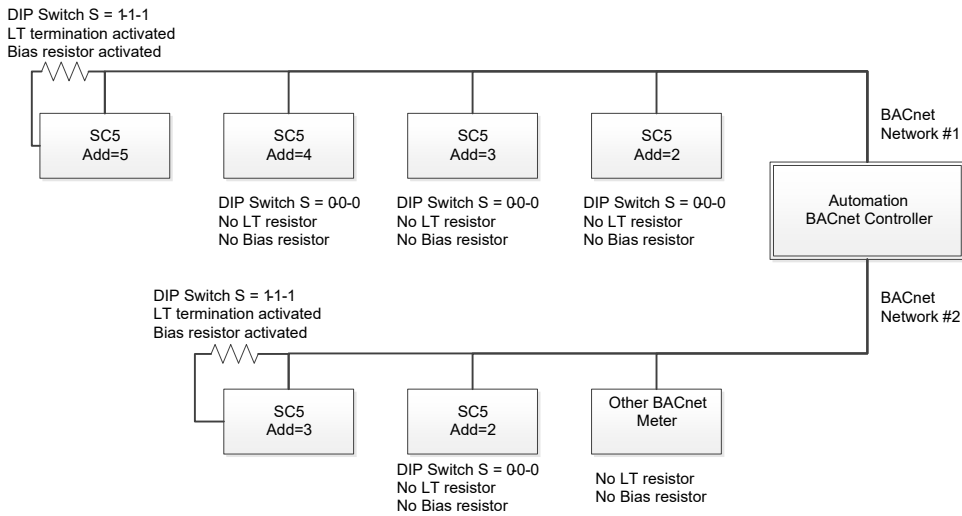 DIP Switch S = 1-1-1
LT termination activated
Bias resistor activated
SC5
Add=5
SC5
Add=4
SC5
Add=3
SC5
Add=2
BACnet
Network #1
DIP Switch S = 0-0-0
No LT resistor
No Bias resistor
DIP Switch S = 0-0-0
No LT resistor
No Bias resistor
DIP Switch S = 0-0-0
No LT resistor
No Bias resistor
Automation
BACnet Controller
DIP Switch S = 1-1-1
LT termination activated
Bias resistor activated
BACnet
Network #2
SC5
Add=3
SC5
Add=2
Other BACnet
Meter
DIP Switch S = 0-0-0
No LT resistor
No Bias resistor
No LT resistor
No Bias resistor